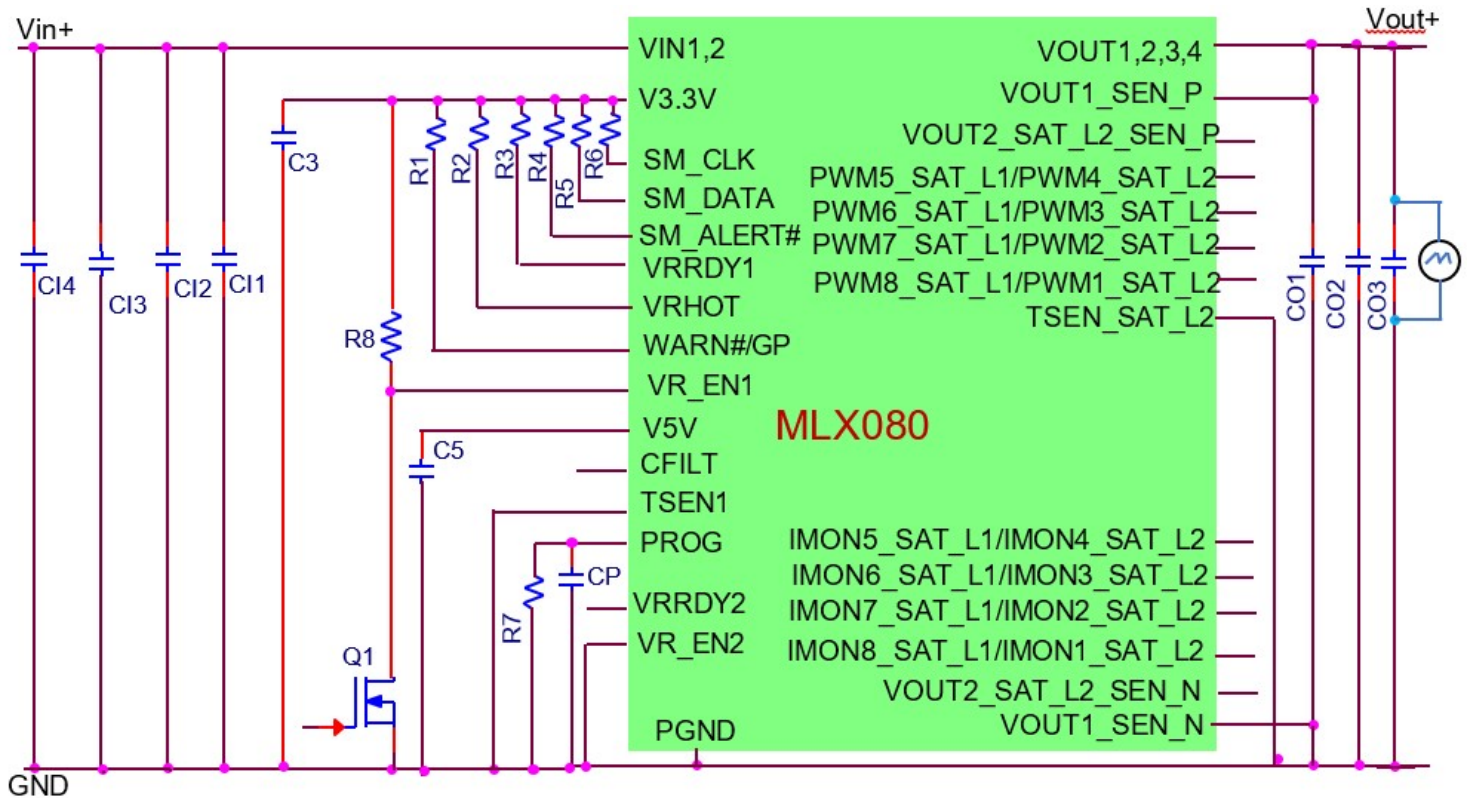 Vin+
Vout+
VIN1,2
VOUT1,2,3,4
V3.3V
VOUT1_SEN_P
VOUT2_SAT_L2_SEN_P
C3
R1
R2
R3
R4
R5
R6
SM_CLK
PWM5_SAT_L1/PWM4_SAT_L2
SM_DATA
PWM6_SAT_L1/PWM3_SAT_L2
SM_ALERT#
PWM7_SAT_L1/PWM2_SAT_L2
VRRDY1
PWM8_SAT_L1/PWM1_SAT_L2
CI4
CI3
CI2
CI1
CO1
CO2
CO3
VRHOT
TSEN_SAT_L2
R8
WARN#/GP
VR_EN1
V5V
MLX080
C5
CFILT
TSEN1
PROG
IMON5_SAT_L1/IMON4_SAT_L2
CP
IMON6_SAT_L1/IMON3_SAT_L2
R7
VRRDY2
IMON7_SAT_L1/IMON2_SAT_L2
VR_EN2
IMON8_SAT_L1/IMON1_SAT_L2
Q1
VOUT2_SAT_L2_SEN_N
PGND
VOUT1_SEN_N
GND